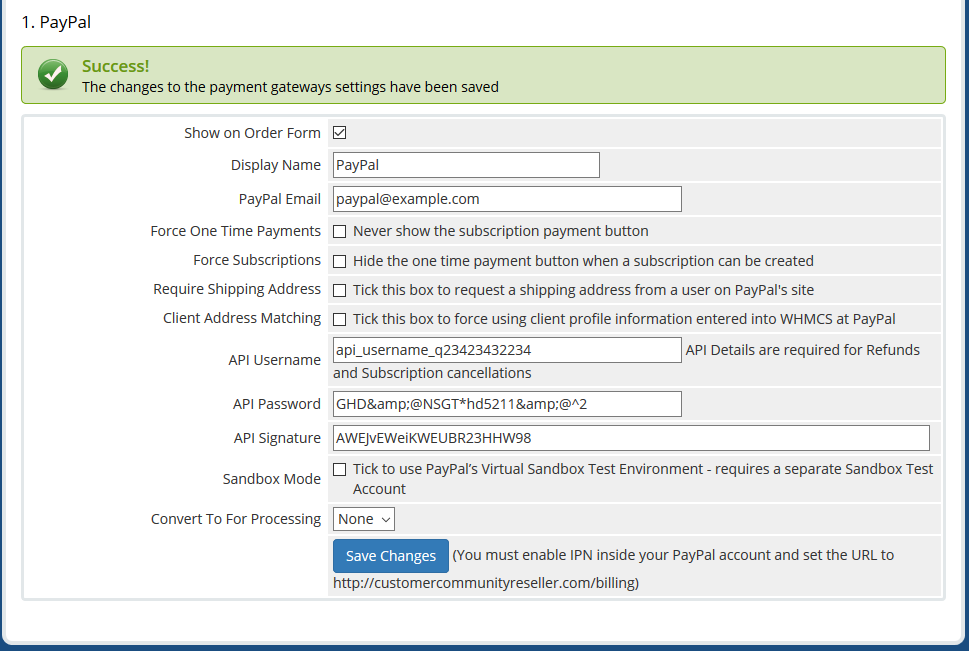 1. PayPal
Success!
The changes to the payment gateways settings have been saved
Show on Order Form
Display Name PayPal
PayPal Email paypal@example.com
Force One Time Payments Never show the subscription payment button
Force Subscriptions Hide the one time payment button when a subscription can be created
Require Shipping Address Tick this box to request a shipping address from a user on PayPal's site
Client Address Matching Tick this box to force using client profile information entered into WHMCS at PayPal
API Username api_username_q23423432234 API Details are required for Refunds
and Subscription cancellations
API Password GHD&amp;@NSGT*hd5211&amp;@^2
API Signature AWEJvEWeiKWEUBR23HHW98
Sandbox Mode Tick to use PayPal’s Virtual Sandbox Test Environment - requires a separate Sandbox Test
Account
Convert To For Processing None
Save Changes (You must enable IPN inside your PayPal account and set the URL to
http://customercommunityreseller.com/billing)